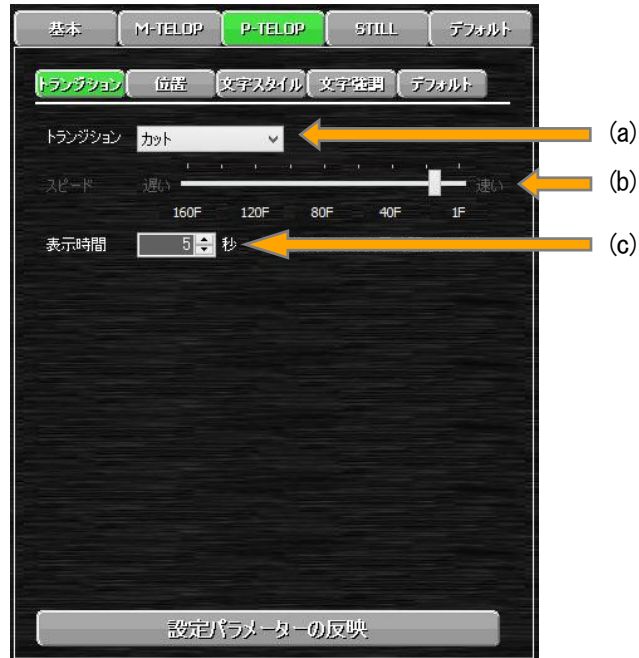 基本 M-TELOP P-TELOP STILL デフォルト
トランジション 位置 文字スタイル 文字強調 デフォルト
トランジション カット (a)
スピード 遅い 速い (b)
160F 120F 80F 40F 1F
表示時間 5 秒 (c)
設定パラメーターの反映